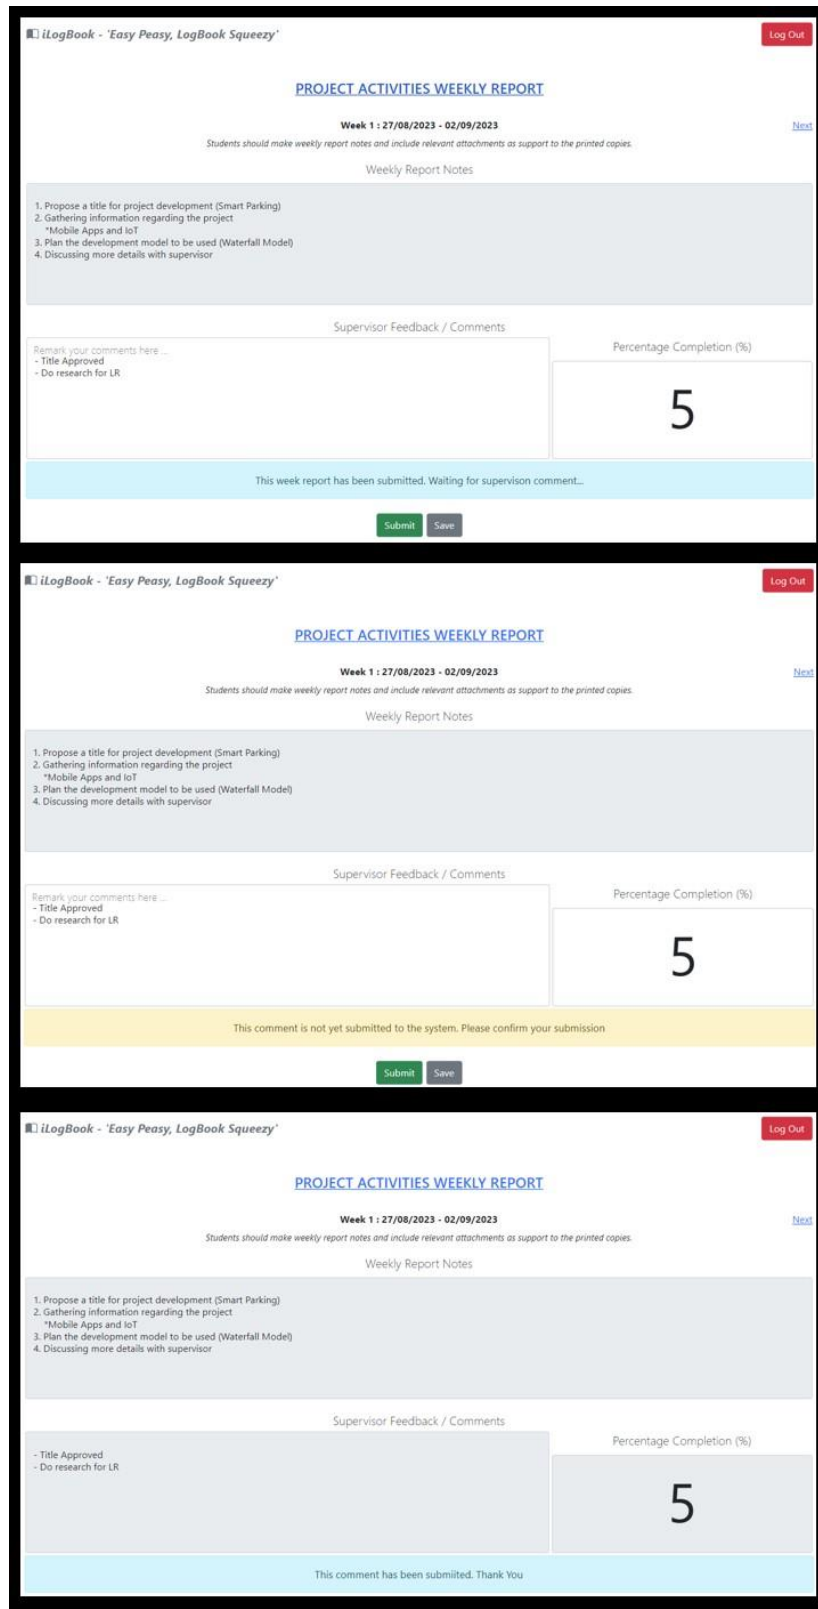 iLogBook - 'Easy Peasy, LogBook Squeezy'
Log Out
PROJECT ACTIVITIES WEEKLY REPORT
Week 1 : 27/08/2023 - 02/09/2023
Next
Students should make weekly report notes and include relevant attachments as support to the printed copies.
Weekly Report Notes
1. Propose a title for project development (Smart Parking)
2. Gathering information regarding the project
*Mobile Apps and IoT
3. Plan the development model to be used (Waterfall Model)
4. Discussing more details with supervisor
Supervisor Feedback / Comments
Remark your comments here ...
- Title Approved
- Do research for LR
Percentage Completion (%)
5
This week report has been submitted. Waiting for supervison comment...
Submit
Save
iLogBook - 'Easy Peasy, LogBook Squeezy'
Log Out
PROJECT ACTIVITIES WEEKLY REPORT
Week 1 : 27/08/2023 - 02/09/2023
Next
Students should make weekly report notes and include relevant attachments as support to the printed copies.
Weekly Report Notes
1. Propose a title for project development (Smart Parking)
2. Gathering information regarding the project
*Mobile Apps and IoT
3. Plan the development model to be used (Waterfall Model)
4. Discussing more details with supervisor
Supervisor Feedback / Comments
Remark your comments here ...
- Title Approved
- Do research for LR
Percentage Completion (%)
5
This comment is not yet submitted to the system. Please confirm your submission
Submit
Save
iLogBook - 'Easy Peasy, LogBook Squeezy'
Log Out
PROJECT ACTIVITIES WEEKLY REPORT
Week 1 : 27/08/2023 - 02/09/2023
Next
Students should make weekly report notes and include relevant attachments as support to the printed copies.
Weekly Report Notes
1. Propose a title for project development (Smart Parking)
2. Gathering information regarding the project
*Mobile Apps and IoT
3. Plan the development model to be used (Waterfall Model)
4. Discussing more details with supervisor
Supervisor Feedback / Comments
- Title Approved
- Do research for LR
Percentage Completion (%)
5
This comment has been submiited. Thank You